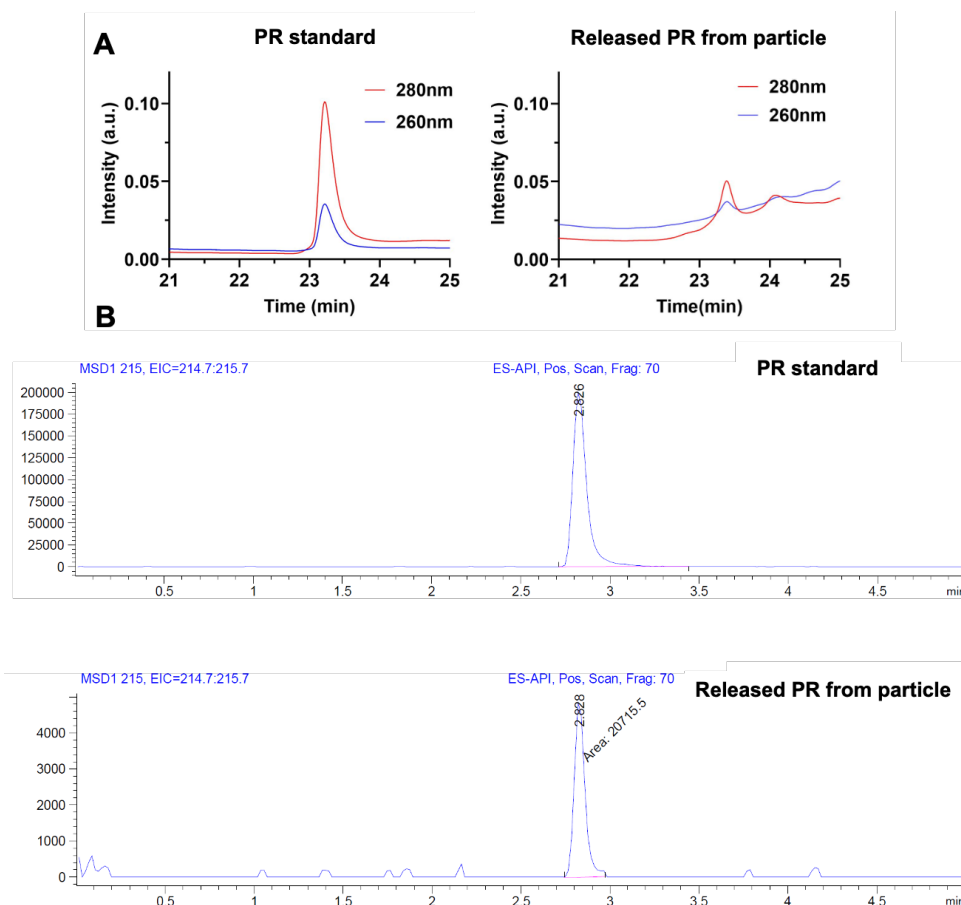 A
PR standard
Released PR from particle
280nm
260nm
280nm
260nm
0.10
0.05
0.00
Intensity (a.u.)
21 22 23 24 25
Time (min)
0.10
0.05
0.00
Intensity (a.u.)
21 22 23 24 25
Time(min)
B
MSD1 215, EIC=214.7:215.7
ES-API, Pos, Scan, Frag: 70
PR standard
2.826
200000
175000
150000
125000
100000
75000
50000
25000
0
0.5 1 1.5 2 2.5 3 3.5 4 4.5 min
MSD1 215, EIC=214.7:215.7
ES-API, Pos, Scan, Frag: 70
Released PR from particle
2.828
Area: 20715.5
4000
3000
2000
1000
0
0.5 1 1.5 2 2.5 3 3.5 4 4.5 min